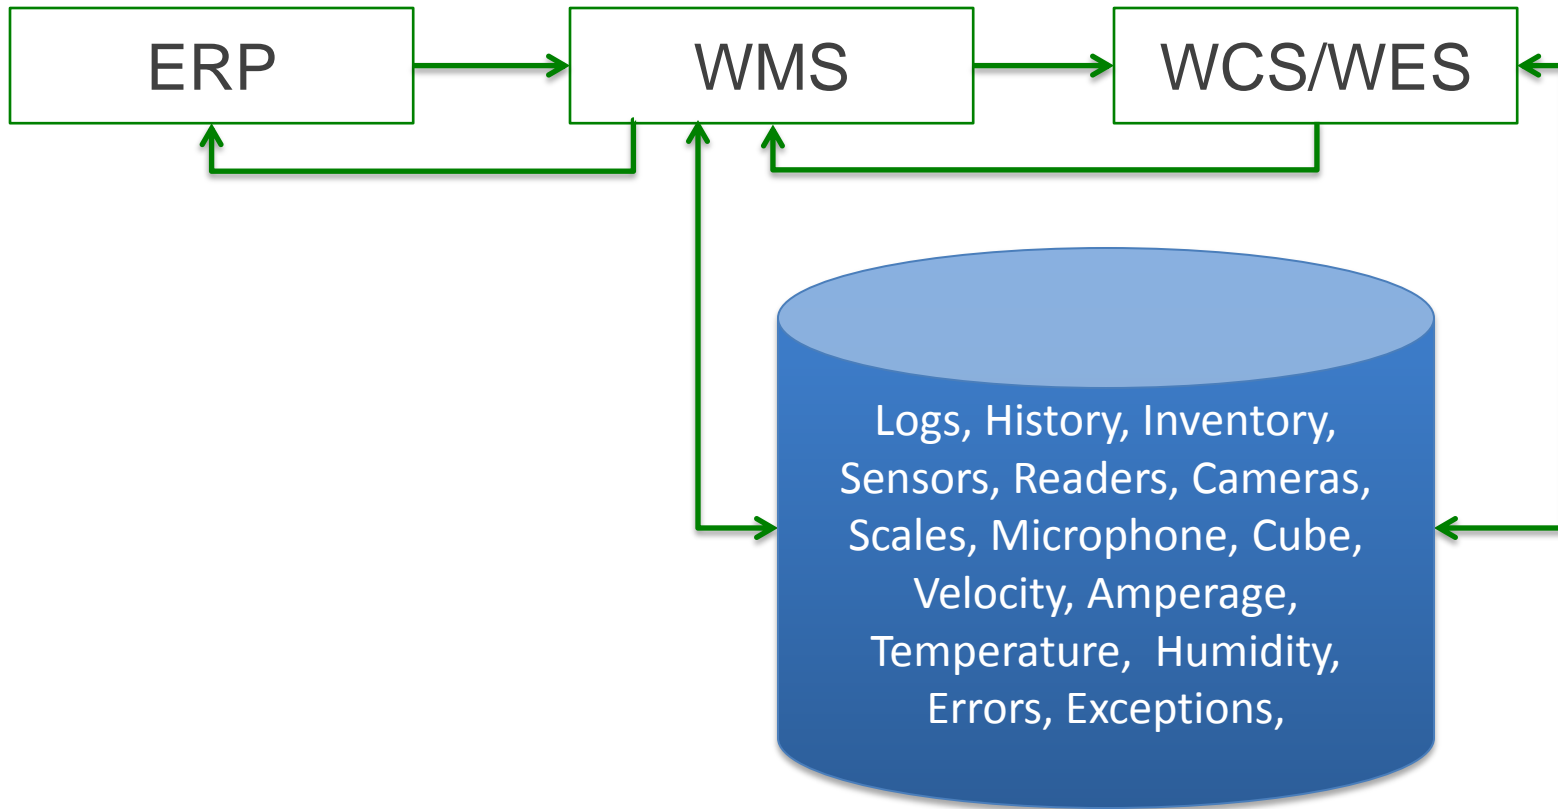 ERP
WMS
WCS/WES
Logs, History, Inventory,
Sensors, Readers, Cameras,
Scales, Microphone, Cube,
Velocity, Amperage,
Temperature,  Humidity,
Errors, Exceptions,